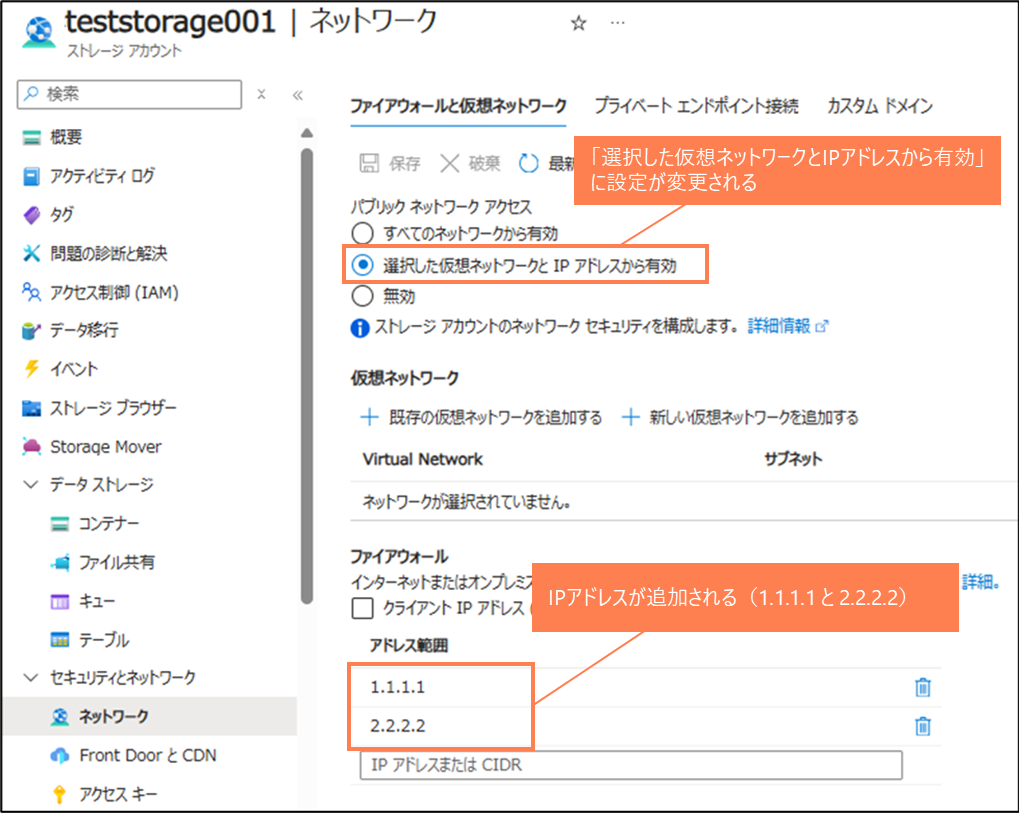 teststorage001 | ネットワーク ☆ …
ストレージ アカウント
検索
概要
アクティビティ ログ
タグ
問題の診断と解決
アクセス制御 (IAM)
データ移行
イベント
ストレージ ブラウザー
Storage Mover
データ ストレージ
コンテナー
ファイル共有
キュー
テーブル
セキュリティとネットワーク
ネットワーク
Front Door と CDN
アクセス キー
ファイアウォールと仮想ネットワーク プライベート エンドポイント接続 カスタム ドメイン
保存 破棄 最新
「選択した仮想ネットワークとIPアドレスから有効」
に設定が変更される
パブリック ネットワーク アクセス
すべてのネットワークから有効
選択した仮想ネットワークと IP アドレスから有効
無効
ストレージ アカウントのネットワーク セキュリティを構成します。 詳細情報
仮想ネットワーク
+ 既存の仮想ネットワークを追加する + 新しい仮想ネットワークを追加する
Virtual Network サブネット
ネットワークが選択されていません。
ファイアウォール
インターネットまたはオンプレミス 詳細。
クライアント IP アドレス (
IPアドレスが追加される（1.1.1.1 と 2.2.2.2）
アドレス範囲
1.1.1.1
2.2.2.2
IP アドレスまたは CIDR